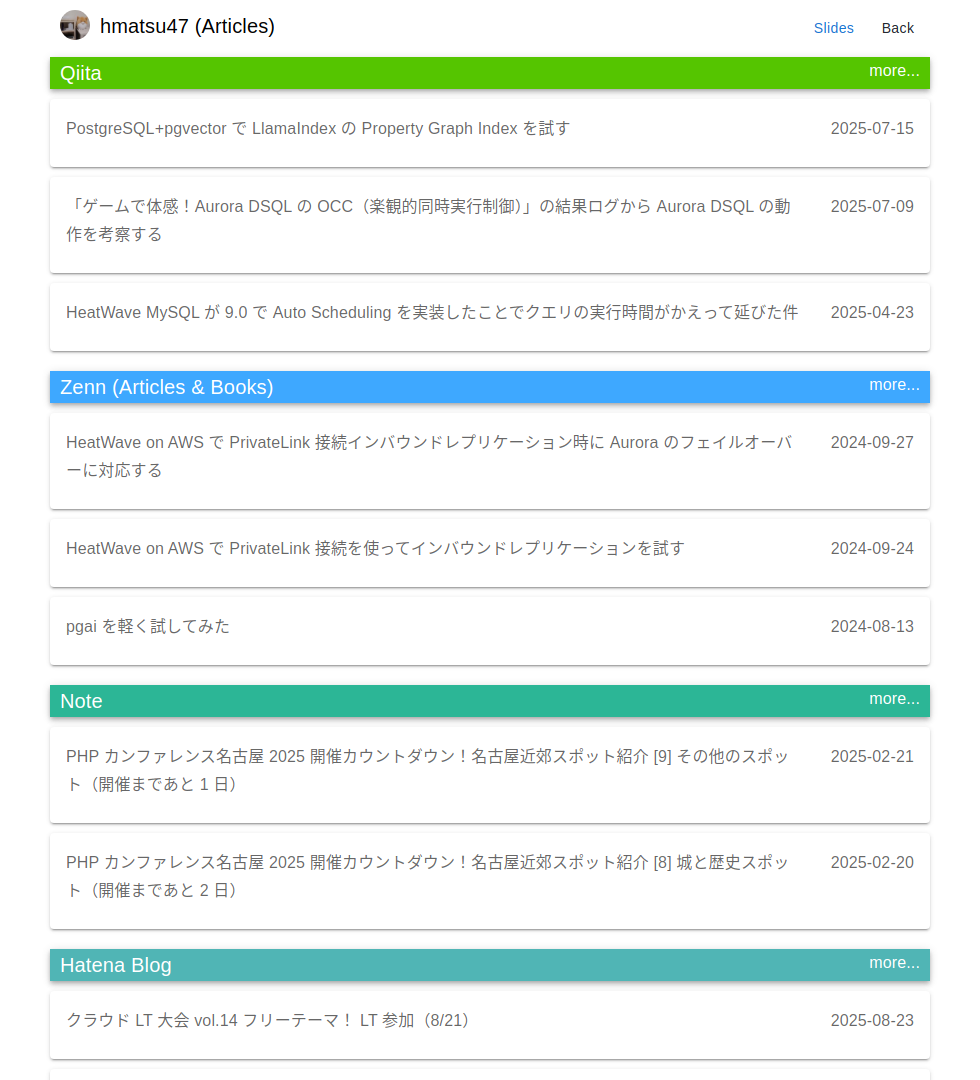 hmatsu47 (Articles)
Slides
Back
Qiita
more...
PostgreSQL+pgvector で LlamaIndex の Property Graph Index を試す
2025-07-15
「ゲームで体感！Aurora DSQL の OCC（楽観的同時実行制御）」の結果ログから Aurora DSQL の動
作を考察する
2025-07-09
HeatWave MySQL が 9.0 で Auto Scheduling を実装したことでクエリの実行時間がかえって延びた件
2025-04-23
Zenn (Articles & Books)
more...
HeatWave on AWS で PrivateLink 接続インバウンドレプリケーション時に Aurora のフェイルオーバ
ーに対応する
2024-09-27
HeatWave on AWS で PrivateLink 接続を使ってインバウンドレプリケーションを試す
2024-09-24
pgai を軽く試してみた
2024-08-13
Note
more...
PHP カンファレンス名古屋 2025 開催カウントダウン！名古屋近郊スポット紹介 [9] その他のスポッ
ト（開催まであと 1 日）
2025-02-21
PHP カンファレンス名古屋 2025 開催カウントダウン！名古屋近郊スポット紹介 [8] 城と歴史スポッ
ト（開催まであと 2 日）
2025-02-20
Hatena Blog
more...
クラウド LT 大会 vol.14 フリーテーマ！ LT 参加（8/21）
2025-08-23